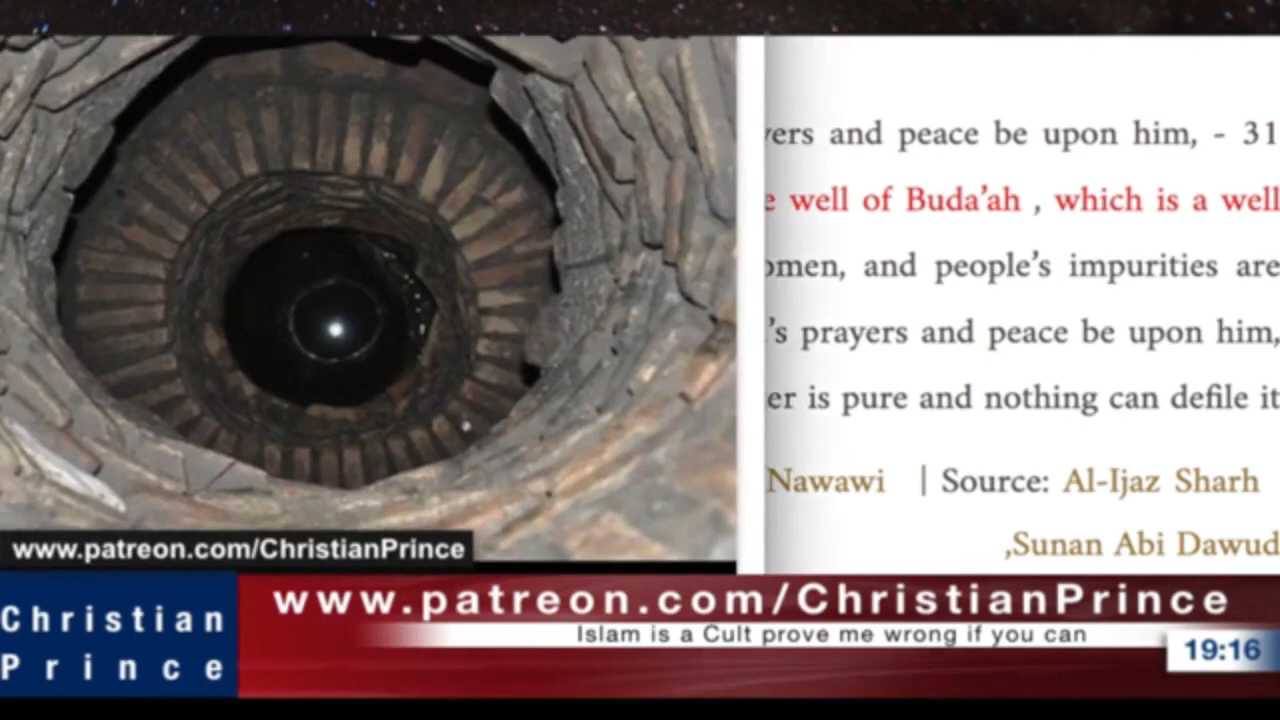 vers and peace be upon him, - 31
e well of Buda'ah , which is a well
omen, and people's impurities are
's prayers and peace be upon him,
er is pure and nothing can defile it
Nawawi | Source: Al-Ijaz Sharh
,Sunan Abi Dawud
www.patreon.com/ChristianPrince
Christian
Prince
www.patreon.com/ChristianPrince
Islam is a Cult prove me wrong if you can
19:16